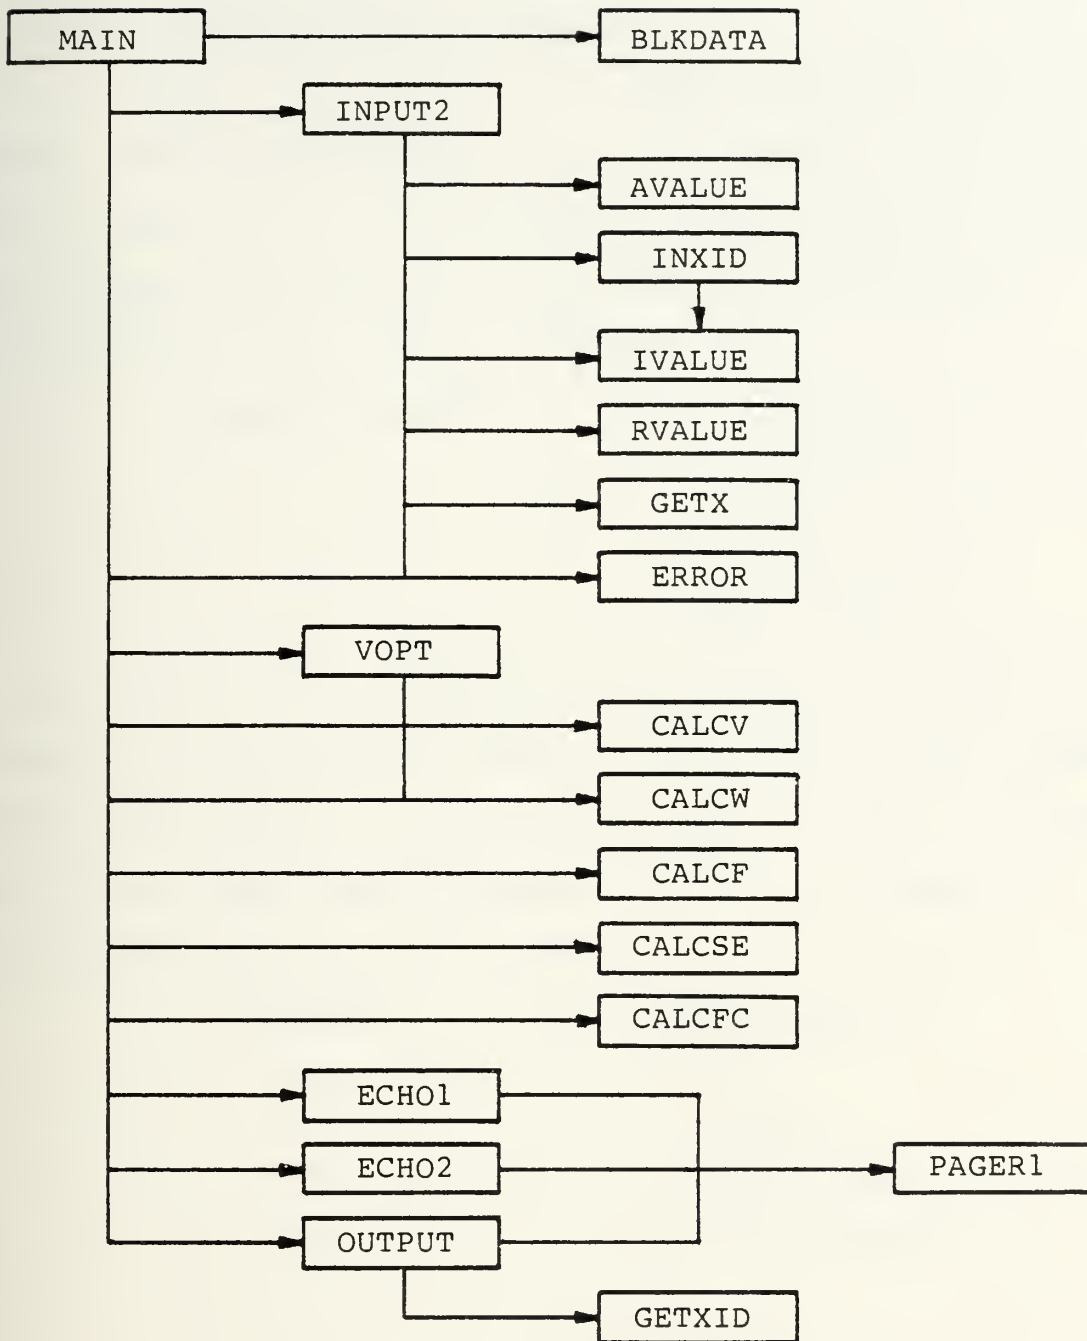 MAIN
BLKDATA
INPUT2
AVALUE
INXID
IVALUE
RVALUE
GETX
ERROR
VOPT
CALCV
CALCW
CALCF
CALCSE
CALCFC
ECHO1
ECHO2
PAGER1
OUTPUT
GETXID